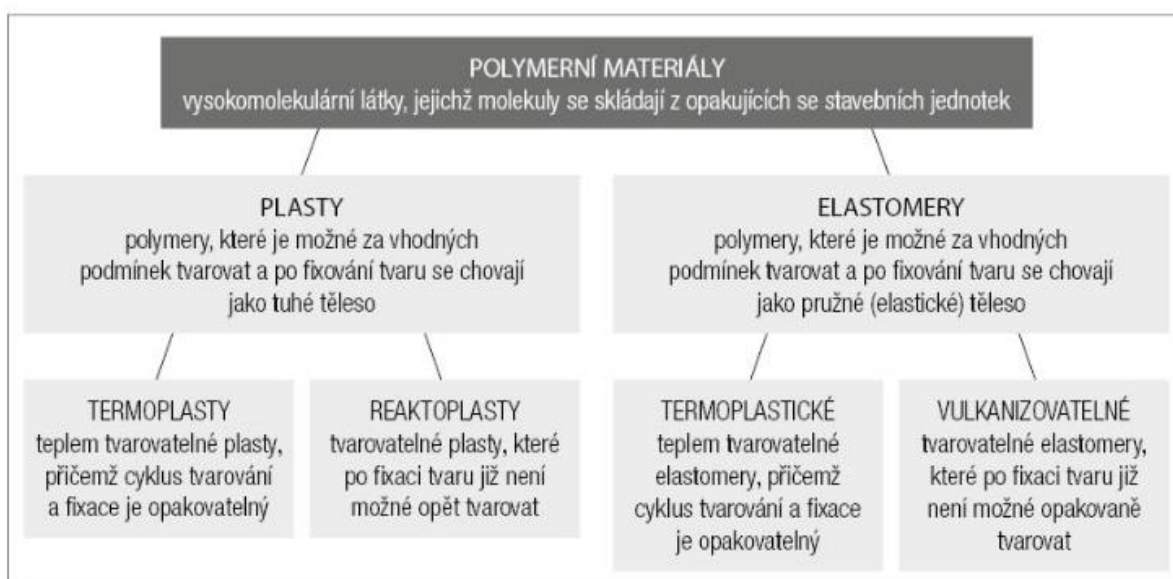 POLYMERNÍ MATERIÁLY
vysokomolekulární látky, jejichž molekuly se skládají z opakujících se stavebních jednotek
PLASTY
polymery, které je možné za vhodných
podmínek tvarovat a po fixování tvaru se chovají
jako tuhé těleso
ELASTOMERY
polymery, které je možné za vhodných
podmínek tvarovat a po fixování tvaru se chovají
jako pružné (elastické) těleso
TERMOPLASTY
teplem tvarovatelné plasty,
přičemž cyklus tvarování
a fixace je opakovatelný
REAKTOPLASTY
tvarovatelné plasty, které
po fixaci tvaru již není
možné opět tvarovat
TERMOPLASTICKÉ
teplem tvarovatelné
elastomery, přičemž
cyklus tvarování a fixace
je opakovatelný
VULKANIZOVATELNÉ
tvarovatelné elastomery,
které po fixaci tvaru již
není možné opakovaně
tvarovat